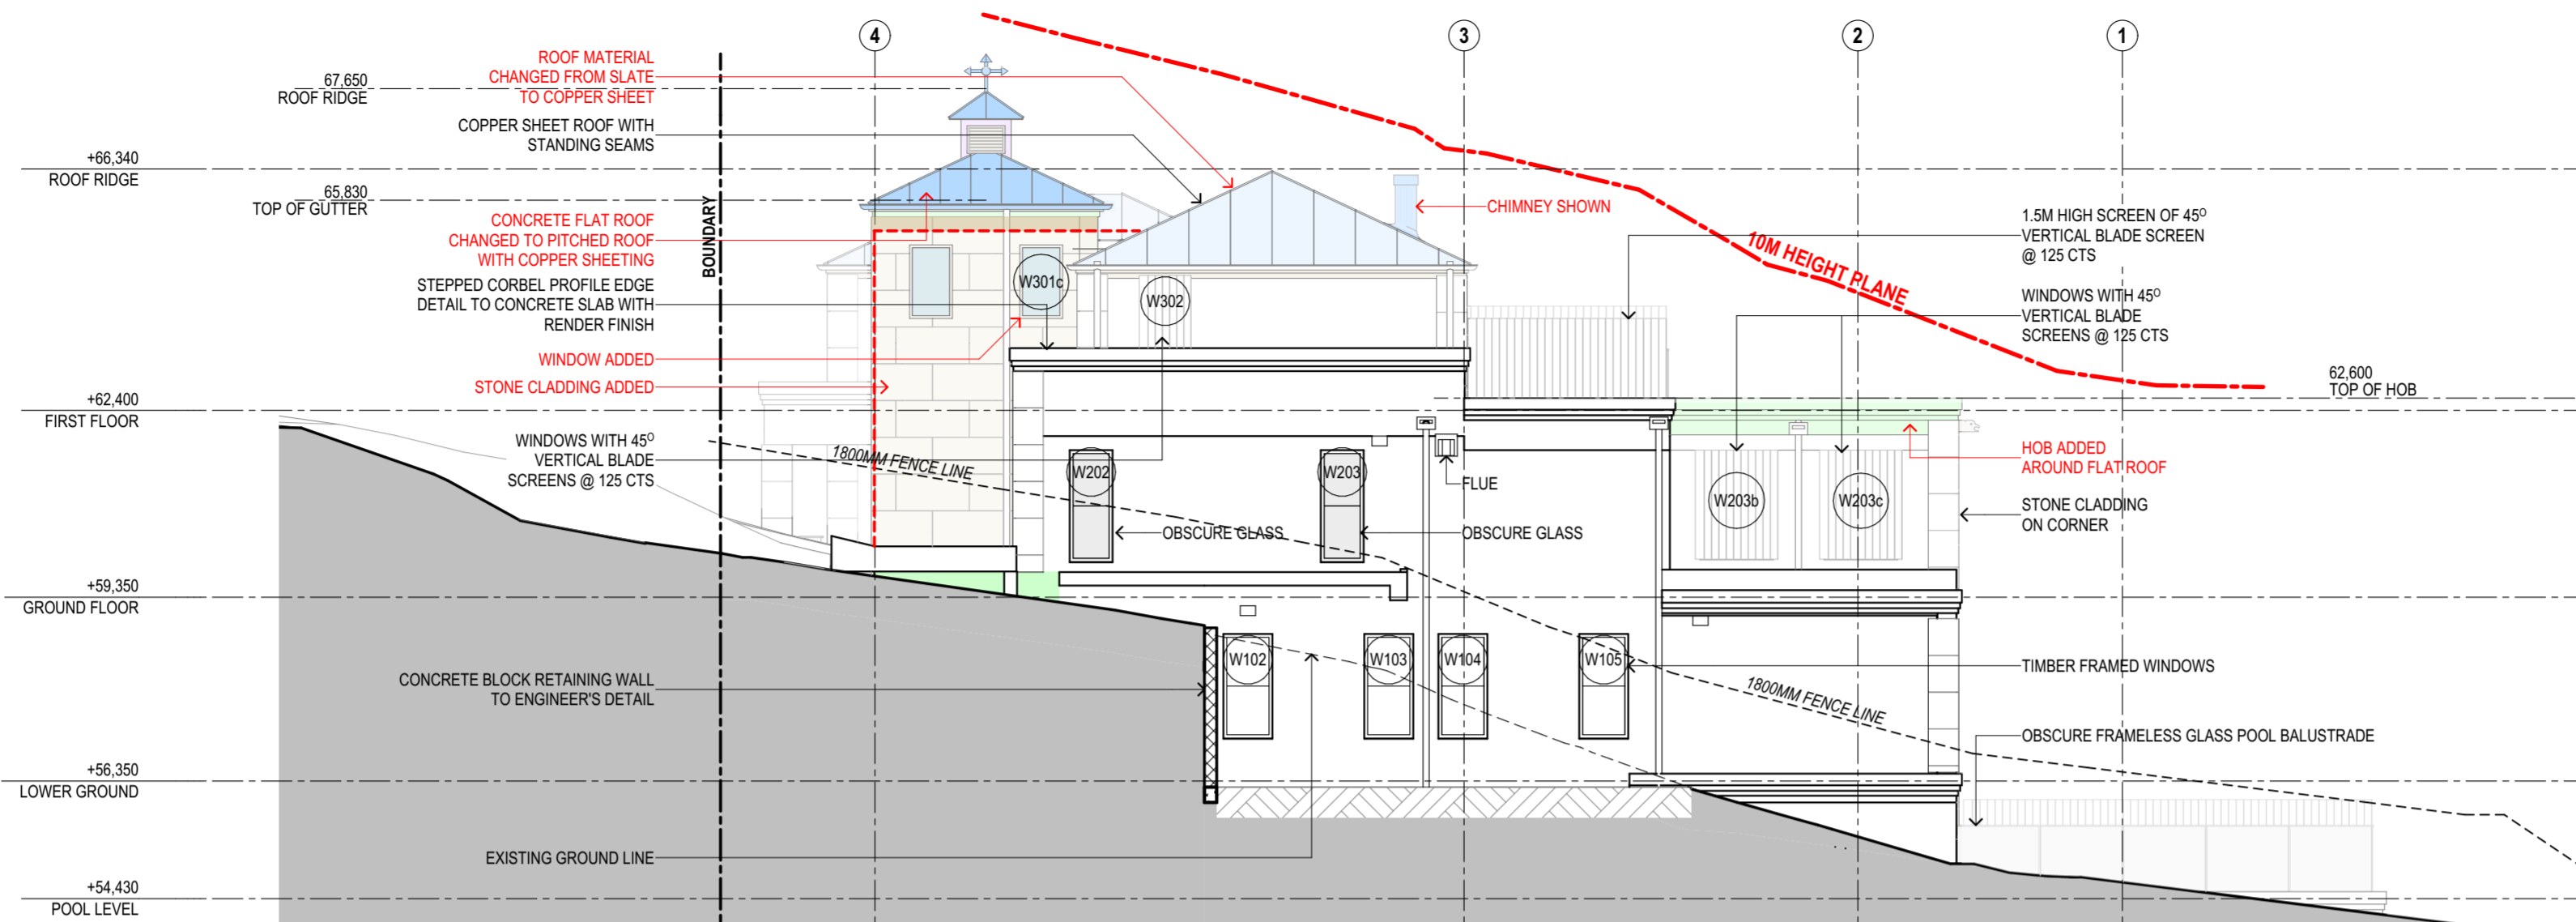 4
3
2
1
67,650
ROOF RIDGE
+66,340
ROOF RIDGE
65,830
TOP OF GUTTER
+62,400
FIRST FLOOR
+59,350
GROUND FLOOR
+56,350
LOWER GROUND
+54,430
POOL LEVEL
ROOF MATERIAL
CHANGED FROM SLATE
TO COPPER SHEET
COPPER SHEET ROOF WITH
STANDING SEAMS
CONCRETE FLAT ROOF
CHANGED TO PITCHED ROOF
WITH COPPER SHEETING
STEPPED CORBEL PROFILE EDGE
DETAIL TO CONCRETE SLAB WITH
RENDER FINISH
WINDOW ADDED
STONE CLADDING ADDED
WINDOWS WITH 45O
VERTICAL BLADE
SCREENS @ 125 CTS
CONCRETE BLOCK RETAINING WALL
TO ENGINEER'S DETAIL
EXISTING GROUND LINE
BOUNDARY
1800MM FENCE LINE
W301c
W302
CHIMNEY SHOWN
10M HEIGHT PLANE
W202
W203
FLUE
OBSCURE GLASS
OBSCURE GLASS
W203b
W203c
W102
W103
W104
W105
1800MM FENCE LINE
1.5M HIGH SCREEN OF 45O
VERTICAL BLADE SCREEN
@ 125 CTS
WINDOWS WITH 45O
VERTICAL BLADE
SCREENS @ 125 CTS
62,600
TOP OF HOB
HOB ADDED
AROUND FLAT ROOF
STONE CLADDING
ON CORNER
TIMBER FRAMED WINDOWS
OBSCURE FRAMELESS GLASS POOL BALUSTRADE